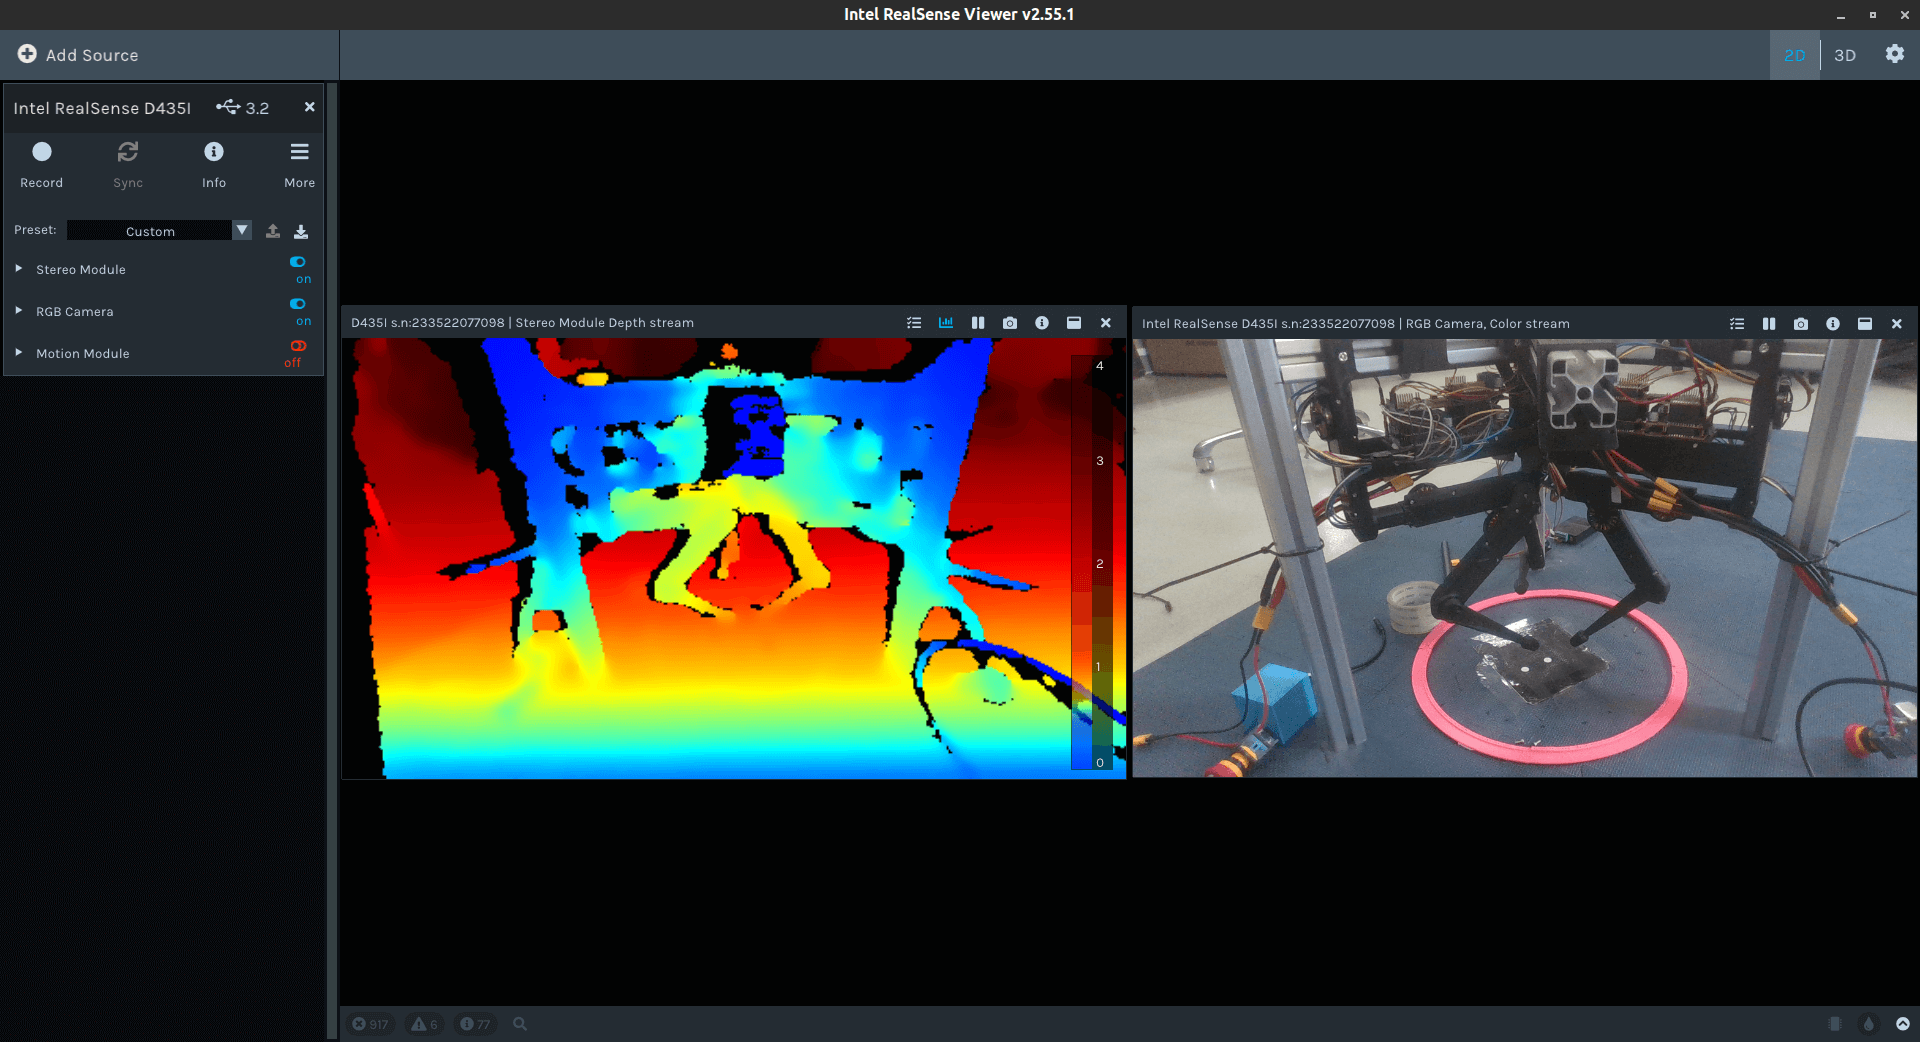 Intel RealSense Viewer v2.55.1
Add Source
2D
3D
Intel RealSense D435I 3.2
Record
Sync
Info
More
Preset: Custom
Stereo Module
on
RGB Camera
on
Motion Module
off
D435I s.n:233522077098 | Stereo Module Depth stream
4
3
2
1
0
Intel RealSense D435I s.n:233522077098 | RGB Camera, Color stream
917
6
77